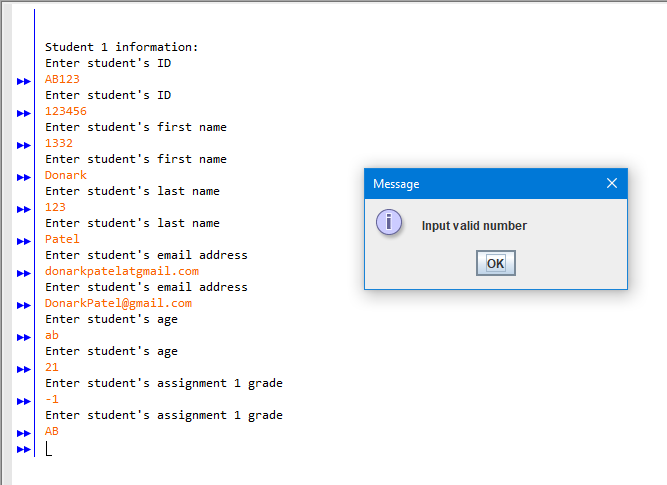 Student 1 information:
Enter student's ID
AB123
Enter student's ID
123456
Enter student's first name
1332
Enter student's first name
Donark
Enter student's last name
123
Enter student's last name
Patel
Enter student's email address
donarkpatelatgmail.com
Enter student's email address
DonarkPatel@gmail.com
Enter student's age
ab
Enter student's age
21
Enter student's assignment 1 grade
-1
Enter student's assignment 1 grade
AB
Message
Input valid number
OK